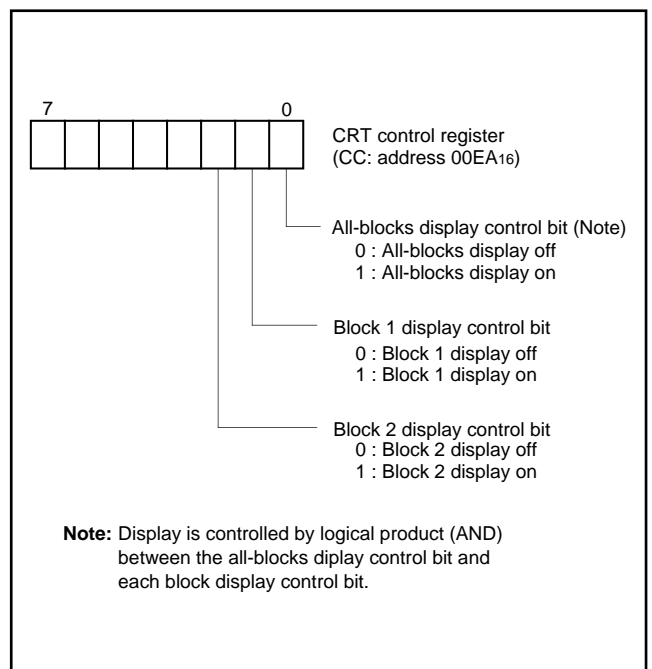 7 0
CRT control register
(CC: address 00EA16)
All-blocks display control bit (Note)
0 : All-blocks display off
1 : All-blocks display on
Block 1 display control bit
0 : Block 1 display off
1 : Block 1 display on
Block 2 display control bit
0 : Block 2 display off
1 : Block 2 display on
Note: Display is controlled by logical product (AND)
between the all-blocks diplay control bit and
each block display control bit.